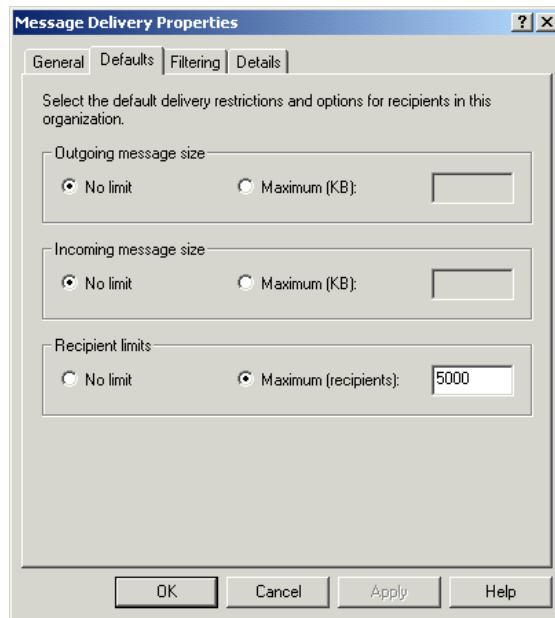 Message Delivery Properties
General Defaults Filtering Details
Select the default delivery restrictions and options for recipients in this
organization.
Outgoing message size
No limit Maximum (KB):
Incoming message size
No limit Maximum (KB):
Recipient limits
No limit Maximum (recipients): 5000
OK Cancel Apply Help